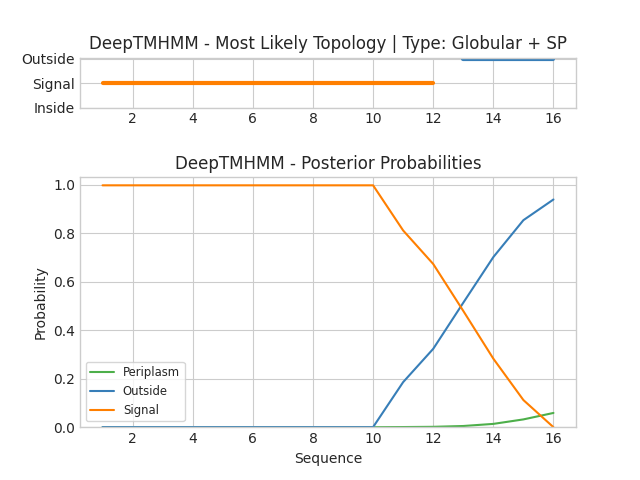 DeepTMHMM - Most Likely Topology | Type: Globular + SP
Outside
Signal
Inside
2 4 6 8 10 12 14 16
DeepTMHMM - Posterior Probabilities
1.0
0.8
0.6
0.4
0.2
0.0
Probability
Periplasm
Outside
Signal
2 4 6 8 10 12 14 16
Sequence